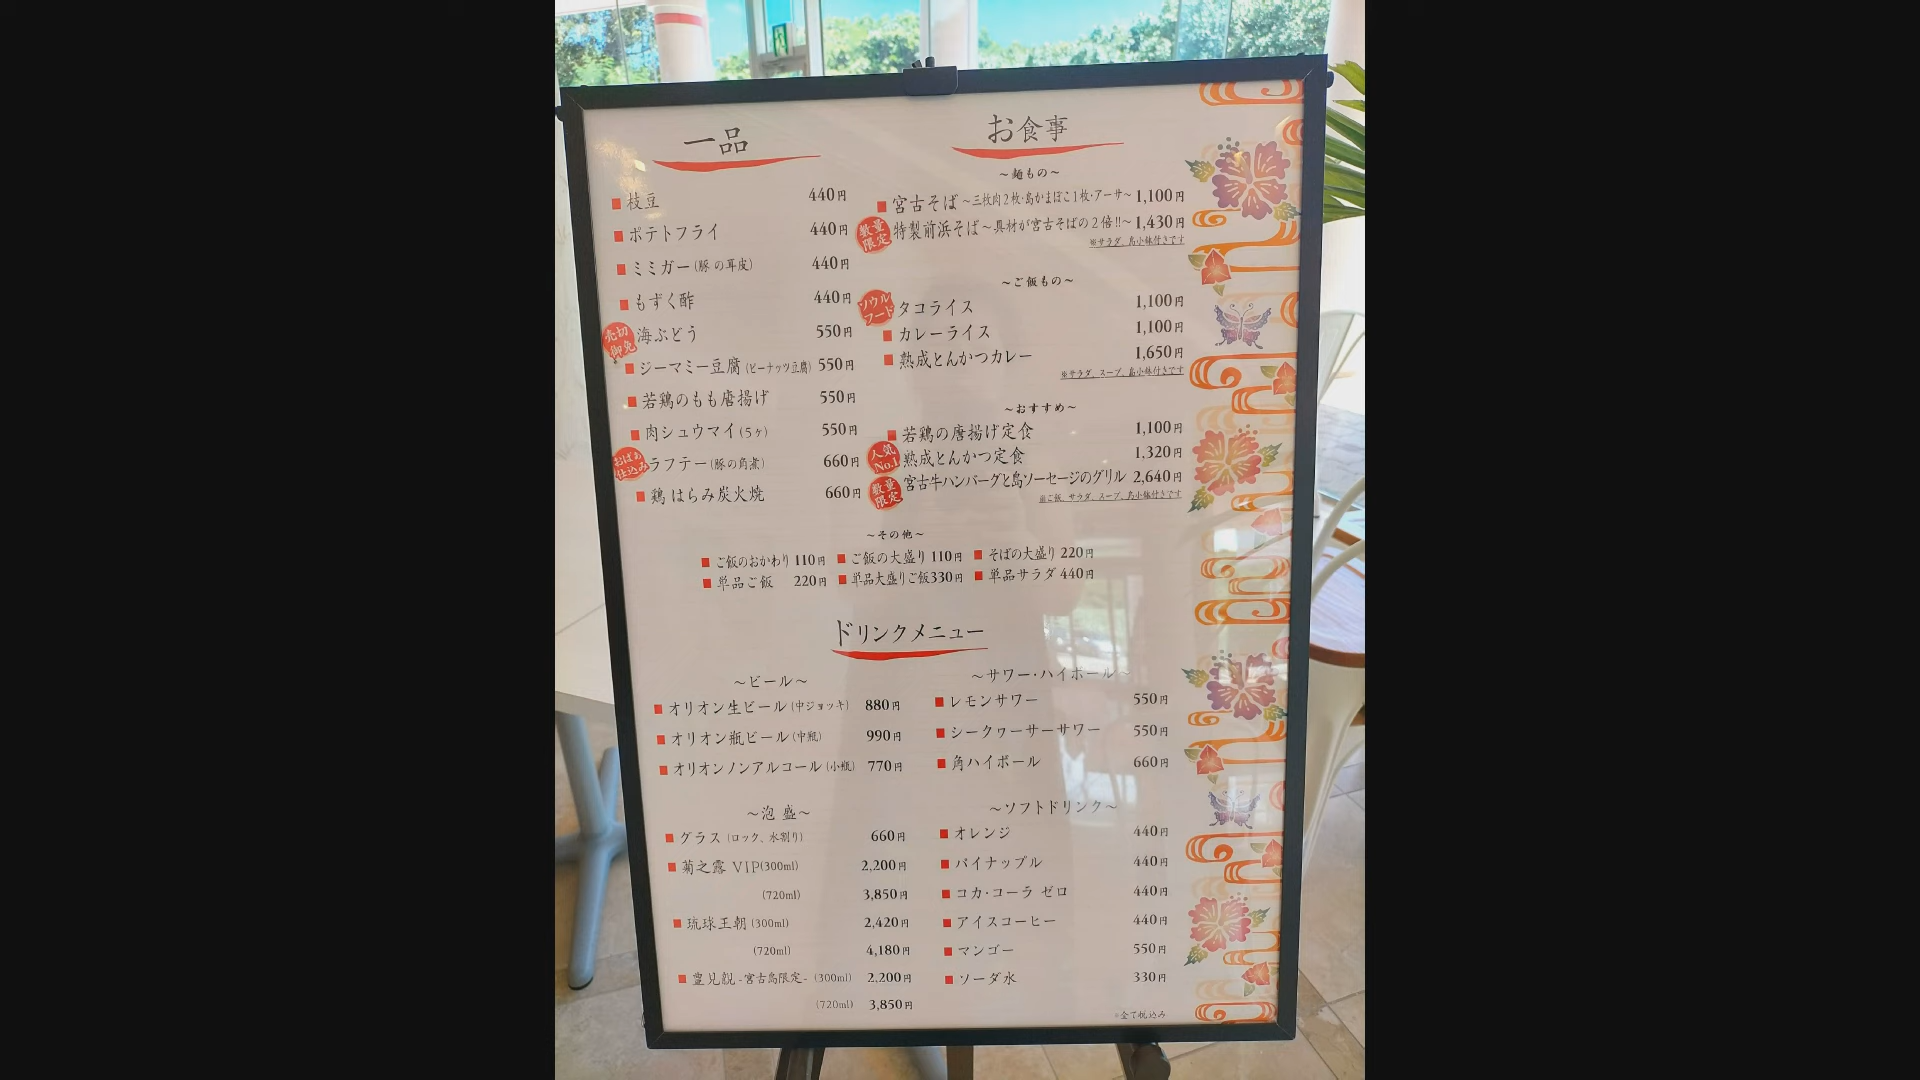 一品
枝豆 440円
ポテトフライ 440円
ミミガー(豚の耳皮) 440円
もずく酢 440円
売切御免 海ぶどう 550円
ジーマミー豆腐(ピーナッツ豆腐) 550円
若鶏のもも唐揚げ 550円
肉シュウマイ(5ヶ) 550円
おばぁ仕込み ラフテー(豚の角煮) 660円
鶏はらみ炭火焼 660円
お食事
～麺もの～
宮古そば～三枚肉2枚・島かまぼこ1枚・アーサ～ 1,100円
数量限定 特製前浜そば～具材が宮古そばの2倍!!～ 1,430円
※サラダ、島小鉢付きです
～ご飯もの～
ソウルフード タコライス 1,100円
カレーライス 1,100円
熟成とんかつカレー 1,650円
※サラダ、スープ、島小鉢付きです
～おすすめ～
若鶏の唐揚げ定食 1,100円
人気No.1 熟成とんかつ定食 1,320円
数量限定 宮古牛ハンバーグと島ソーセージのグリル 2,640円
※ご飯、サラダ、スープ、島小鉢付きです
～その他～
ご飯のおかわり 110円 ご飯の大盛り 110円 そばの大盛り 220円
単品ご飯 220円 単品大盛りご飯 330円 単品サラダ 440円
ドリンクメニュー
～ビール～
オリオン生ビール(中ジョッキ) 880円
オリオン瓶ビール(中瓶) 990円
オリオンノンアルコール(小瓶) 770円
～泡盛～
グラス(ロック、水割り) 660円
菊之露 VIP(300ml) 2,200円
(720ml) 3,850円
琉球王朝(300ml) 2,420円
(720ml) 4,180円
-宮古島限定- (300ml) 2,200円
(720ml) 3,850円
～サワー・ハイボール～
レモンサワー 550円
シークヮーサーサワー 550円
角ハイボール 660円
～ソフトドリンク～
オレンジ 440円
パイナップル 440円
コカ・コーラ ゼロ 440円
アイスコーヒー 440円
マンゴー 550円
ソーダ水 330円
※全て税込み